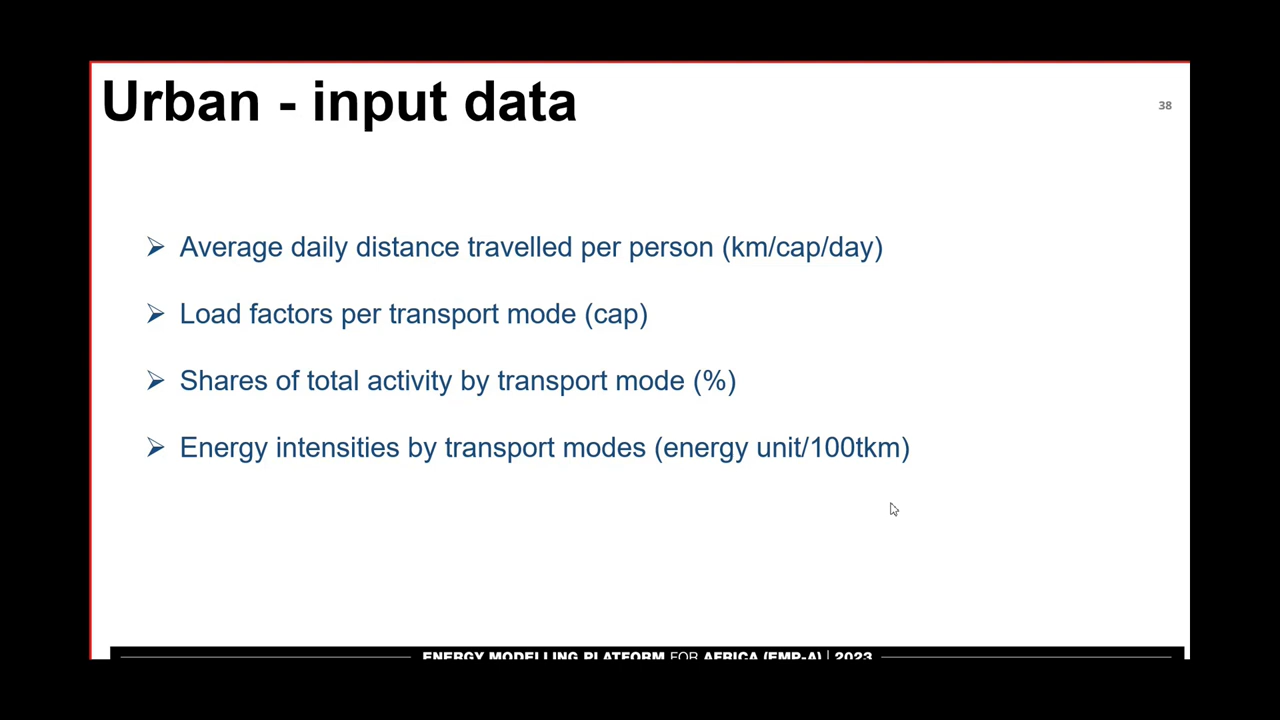 Urban - input data
38
Average daily distance travelled per person (km/cap/day)
Load factors per transport mode (cap)
Shares of total activity by transport mode (%)
Energy intensities by transport modes (energy unit/100tkm)
ENERGY MODELLING PLATFORM FOR AFRICA (EMP-A) | 2023